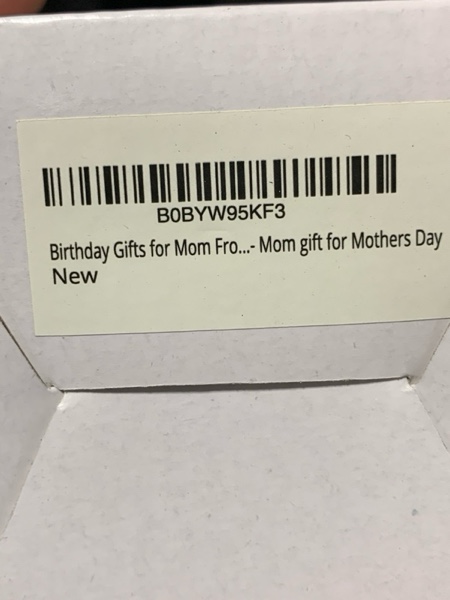 B0BYW95KF3
Birthday Gifts for Mom Fro...- Mom gift for Mothers Day
New